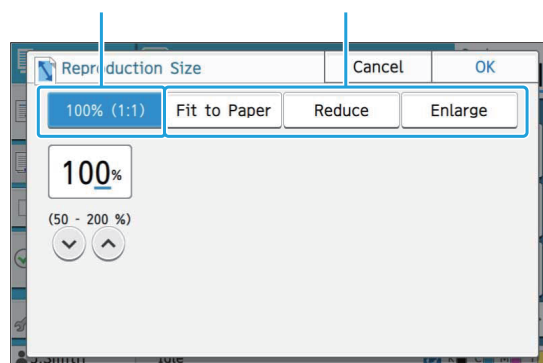 Reproduction Size
Cancel
OK
100% (1:1)
Fit to Paper
Reduce
Enlarge
100%
(50 - 200 %)